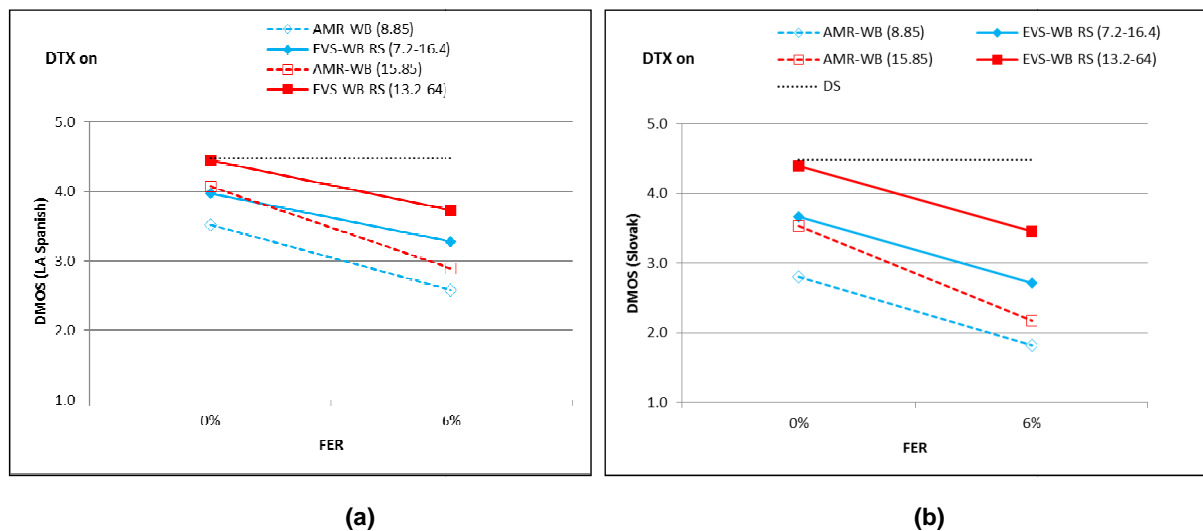 DTX on
AMR-WB (8.85)
EVS-WB RS (7.2-16.4)
AMR-WB (15.85)
EVS-WB RS (13.2-64)
DMOS (LA Spanish)
5.0
4.0
3.0
2.0
1.0
0%
6%
FER
(a)
DTX on
AMR-WB (8.85)
EVS-WB RS (7.2-16.4)
AMR-WB (15.85)
EVS-WB RS (13.2-64)
DS
DMOS (Slovak)
5.0
4.0
3.0
2.0
1.0
0%
6%
FER
(b)